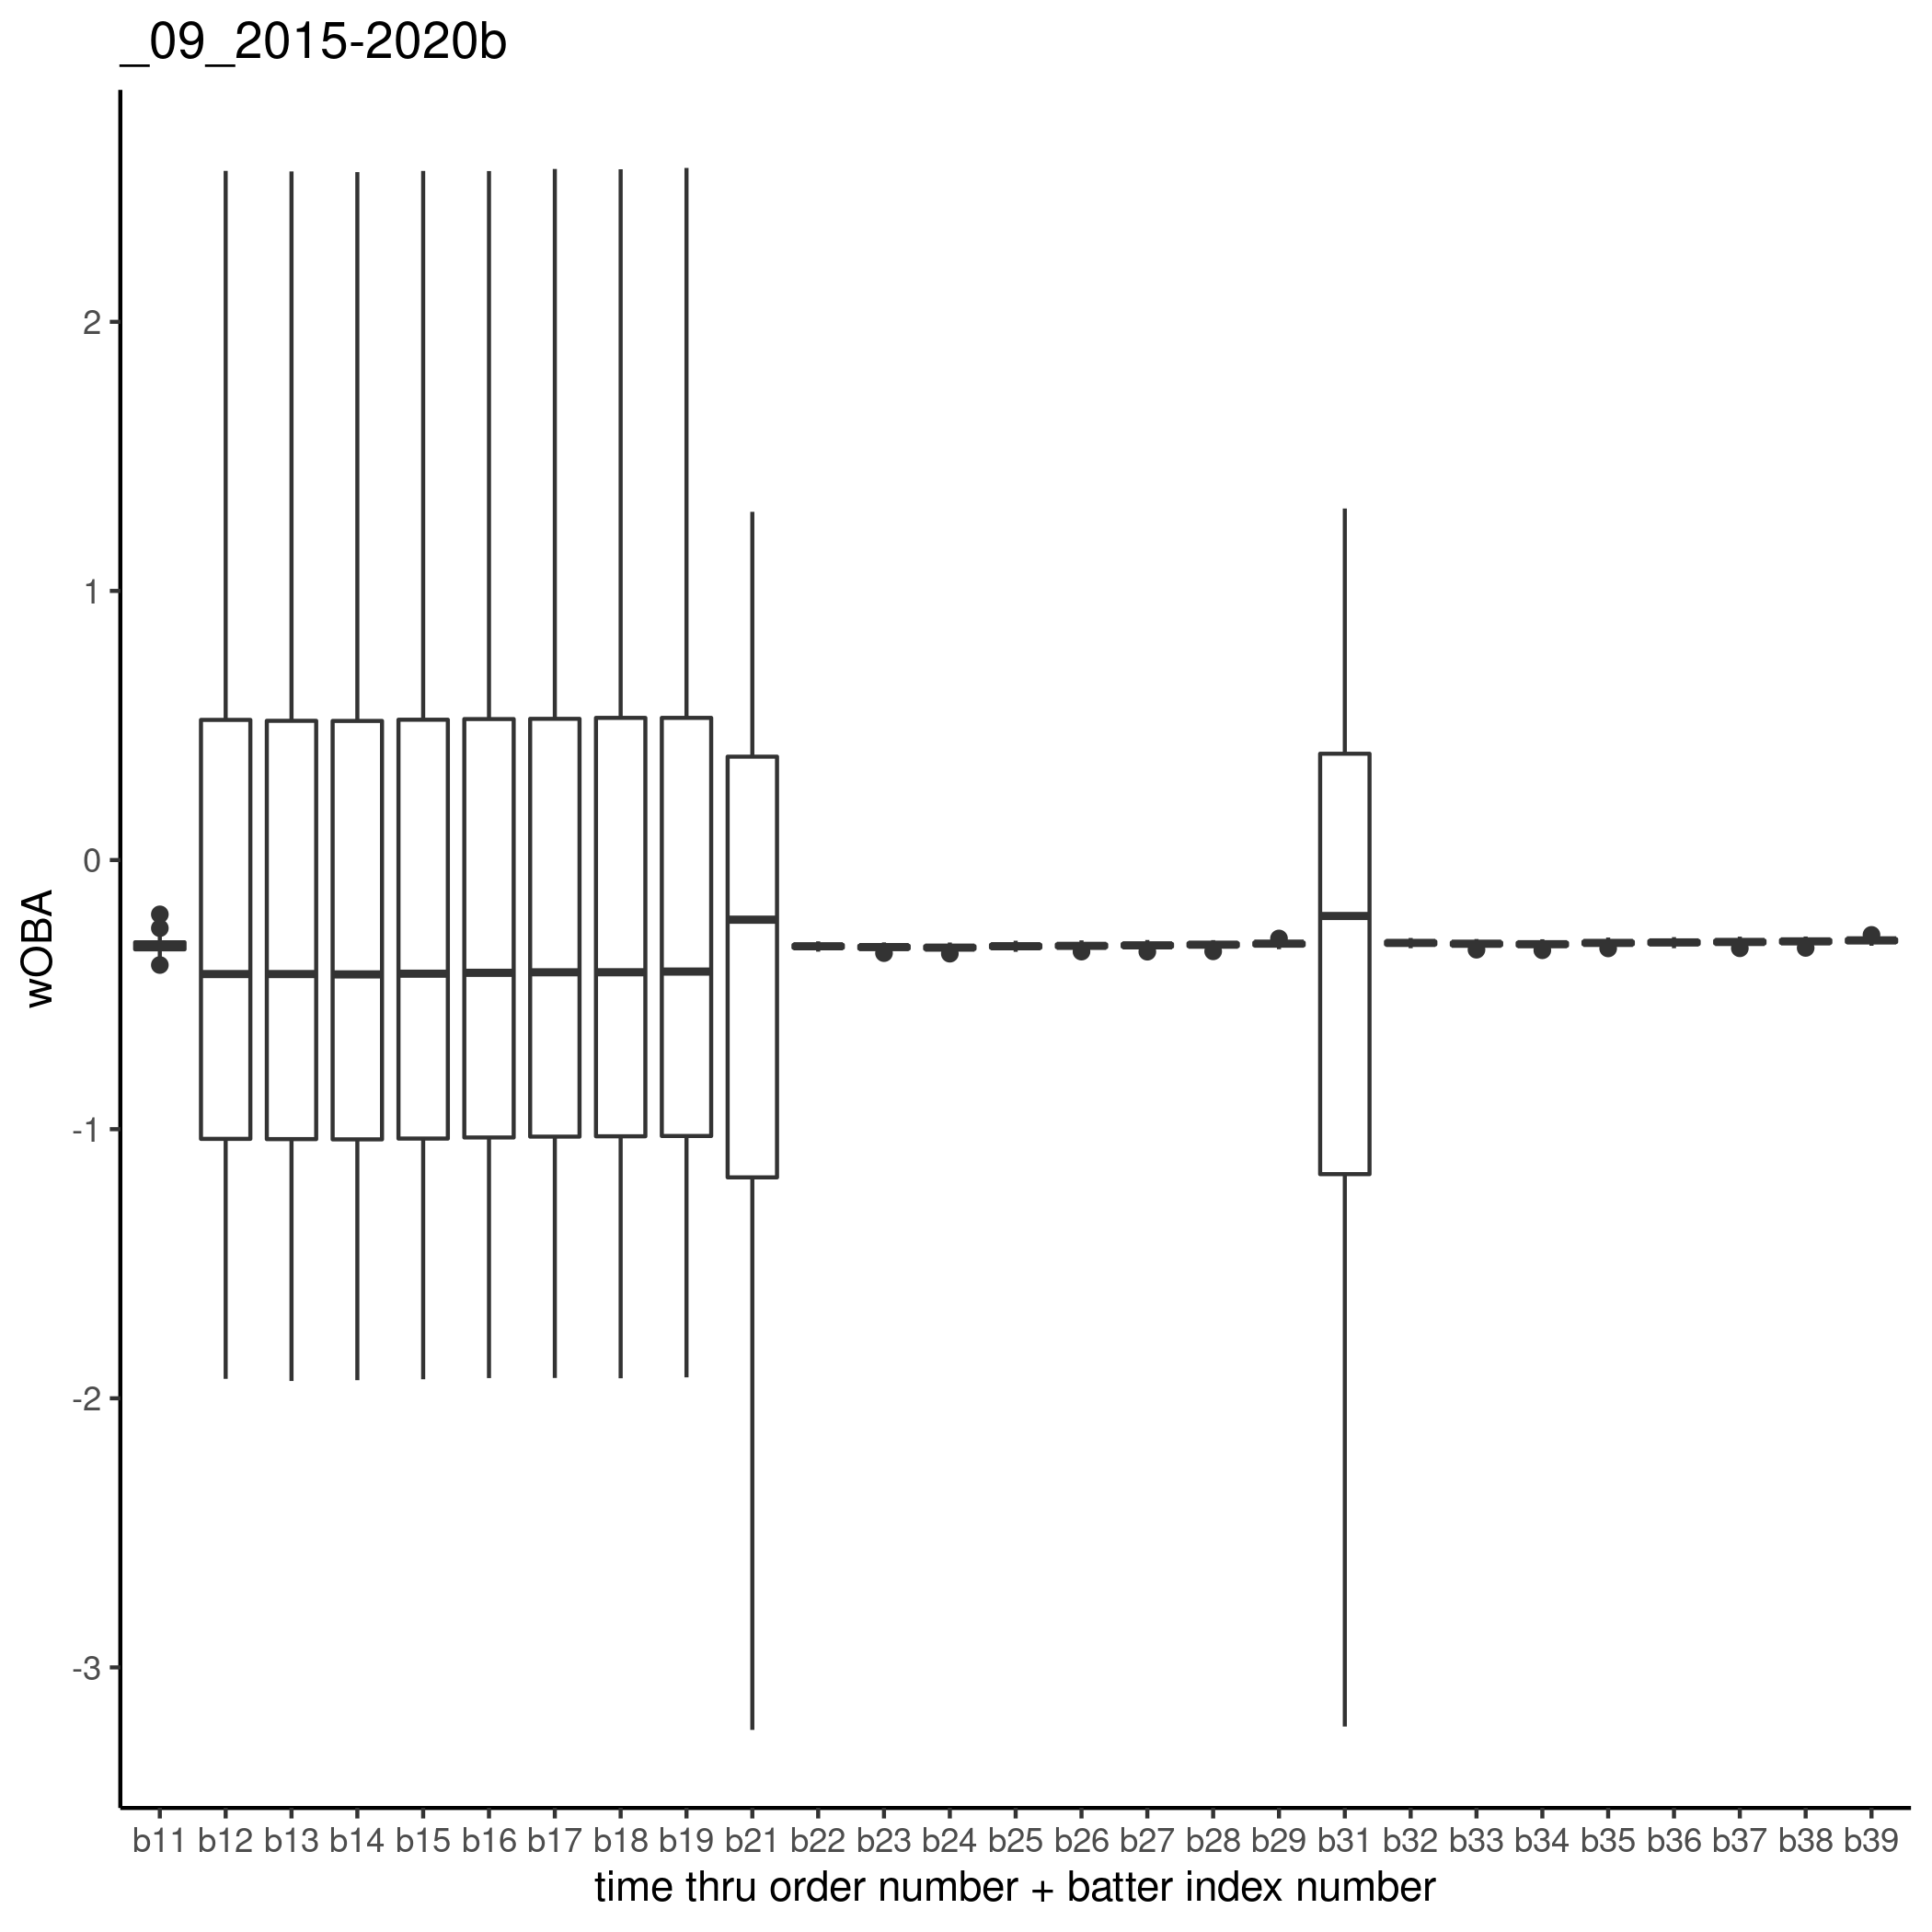 _09_2015-2020b
wOBA
2
1
0
-1
-2
-3
b11 b12 b13 b14 b15 b16 b17 b18 b19 b21 b22 b23 b24 b25 b26 b27 b28 b29 b31 b32 b33 b34 b35 b36 b37 b38 b39
time thru order number + batter index number